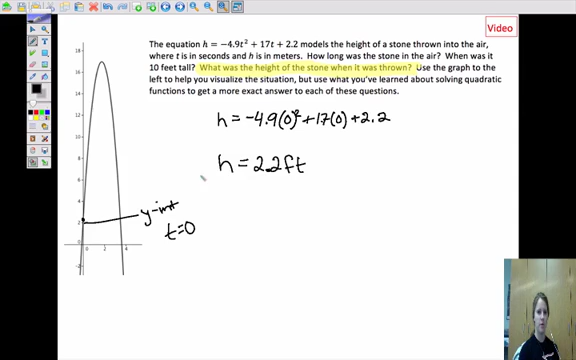 Video
The equation h = −4.9t² + 17t + 2.2 models the height of a stone thrown into the air,
where t is in seconds and h is in meters. How long was the stone in the air? When was it
10 feet tall? What was the height of the stone when it was thrown? Use the graph to the
left to help you visualize the situation, but use what you've learned about solving quadratic
functions to get a more exact answer to each of these questions.
h = -4.9(0)² + 17(0) + 2.2
h = 2.2 ft
y-int
t=0
18
16
14
12
10
8
6
4
2
0
-2
0 2 4